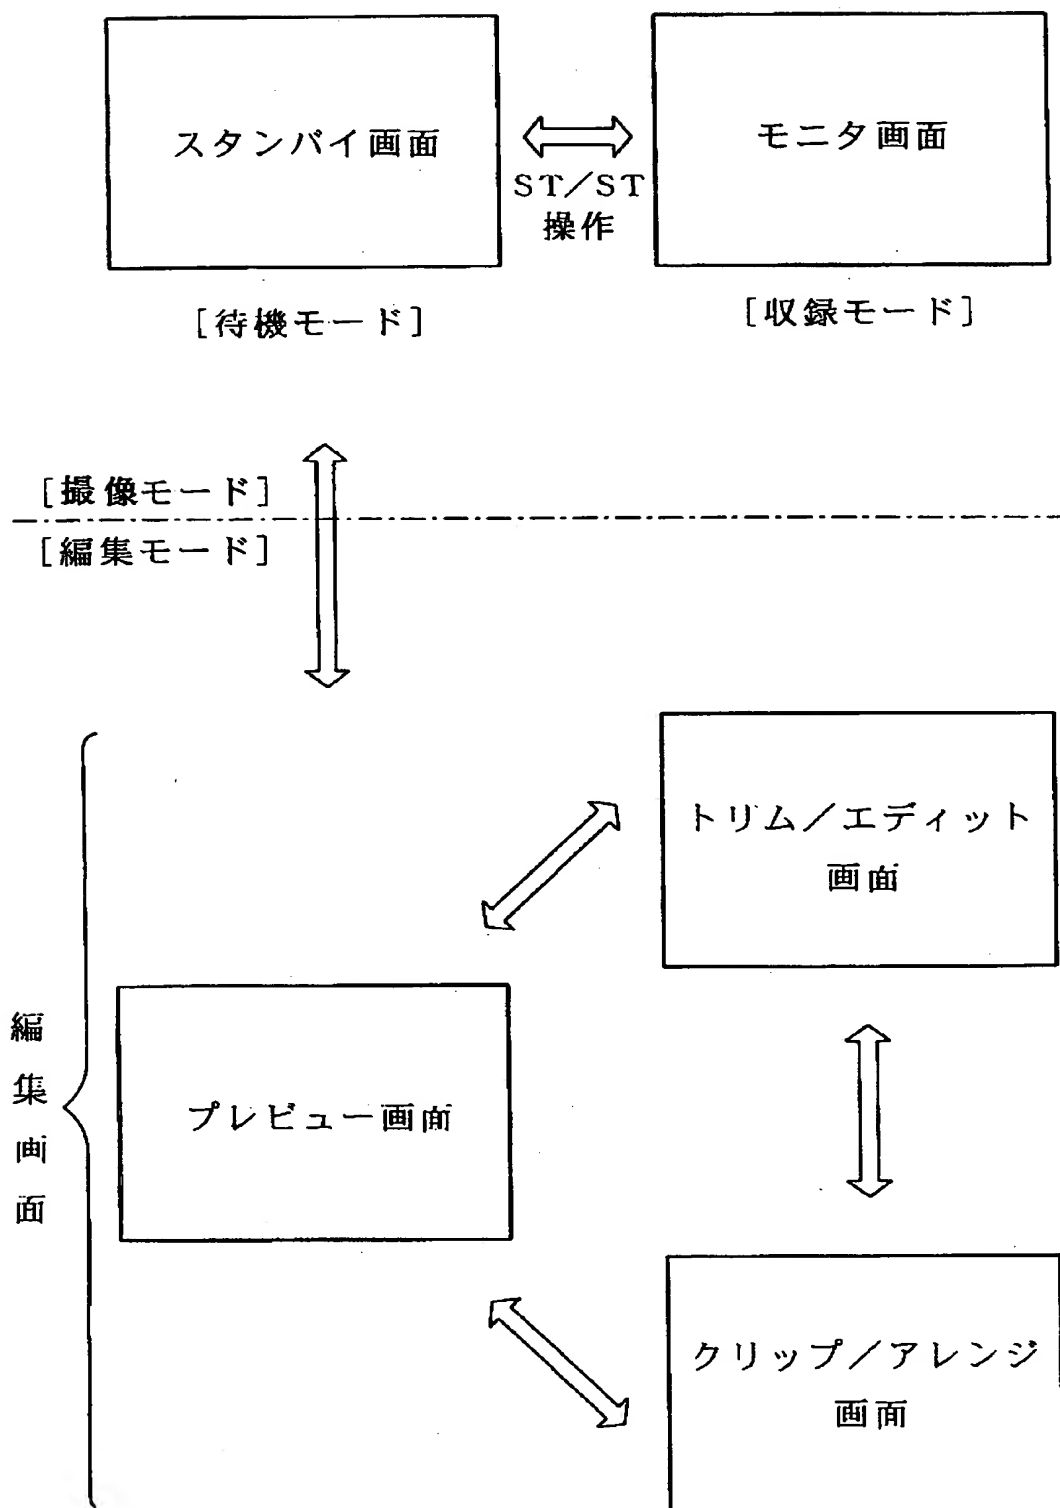 スタンバイ画面
ST／ST
操作
モニタ画面
[待機モード]
[収録モード]
[撮像モード]
[編集モード]
トリム／エディット
画面
編集画面
プレビュー画面
クリップ／アレンジ
画面